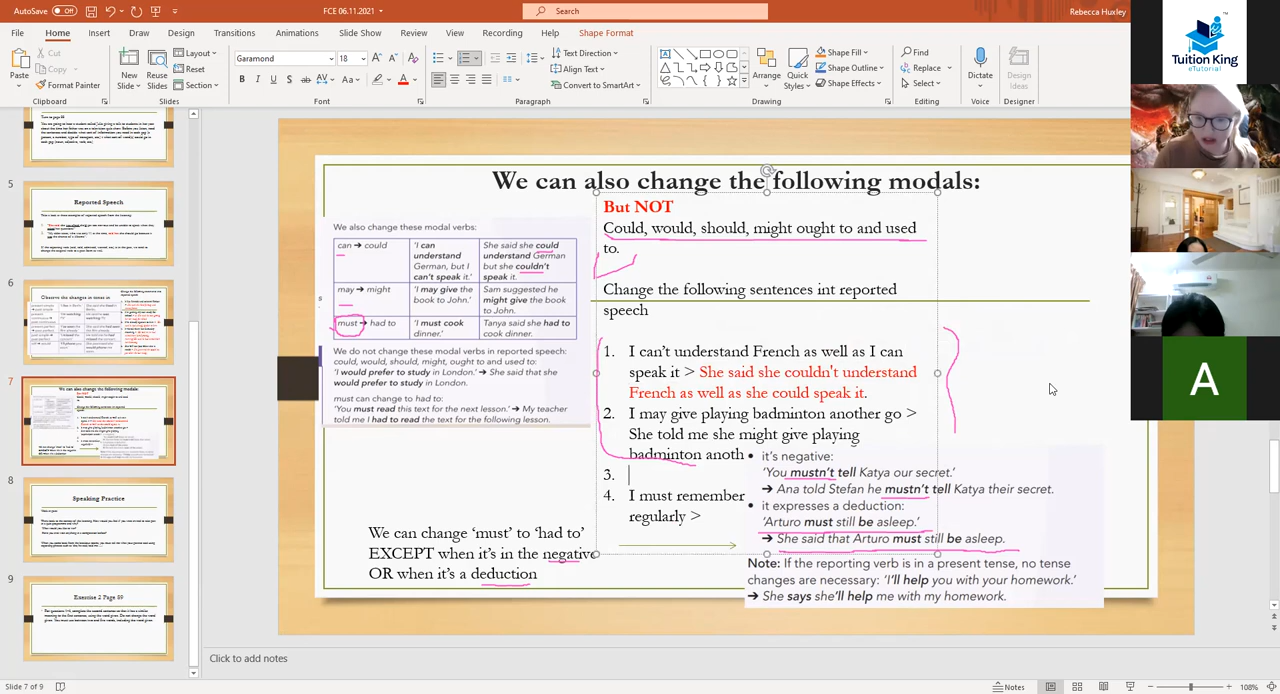 AutoSave Off
FCE 06.11.2021
Search
Rebecca Huxley
File Home Insert Draw Design Transitions Animations Slide Show Review View Recording Help Shape Format
Paste
Cut
Copy
Format Painter
Clipboard
New Slide
Reuse Slides
Layout
Reset
Section
Slides
Garamond 18
Font
Paragraph
Text Direction
Align Text
Convert to SmartArt
Arrange
Quick Styles
Shape Fill
Shape Outline
Shape Effects
Drawing
Find
Replace
Select
Editing
Dictate
Voice
Design Ideas
Designer
Tuition King
eTutorial
A
5
Reported Speech
6
Observe the changes in tense in
7
We can also change the following modals:
8
Speaking Practice
9
Exercise 2 Page 59
We can also change the following modals:
We also change these modal verbs:
can → could
'I can understand German, but I can't speak it.'
She said she could understand German but she couldn't speak it.
may → might
'I may give the book to John.'
Sam suggested he might give the book to John.
must → had to
'I must cook dinner.'
Tanya said she had to cook dinner.
We do not change these modal verbs in reported speech:
could, would, should, might, ought to and used to:
'I would prefer to study in London.' → She said that she
would prefer to study in London.
must can change to had to:
'You must read this text for the next lesson.' → My teacher
told me I had to read the text for the following lesson.
But NOT
Could, would, should, might ought to and used
to.
Change the following sentences int reported
speech
1. I can't understand French as well as I can
speak it > She said she couldn't understand
French as well as she could speak it.
2. I may give playing badminton another go >
She told me she might give playing
badminton anoth
3.
4. I must remember
regularly >
• it's negative:
'You mustn't tell Katya our secret.'
→ Ana told Stefan he mustn't tell Katya their secret.
• it expresses a deduction:
'Arturo must still be asleep.'
→ She said that Arturo must still be asleep.
Note: If the reporting verb is in a present tense, no tense
changes are necessary: 'I'll help you with your homework.'
→ She says she'll help me with my homework.
We can change 'must to 'had to'
EXCEPT when it's in the negative
OR when it's a deduction
Click to add notes
Slide 7 of 9
Notes
108%